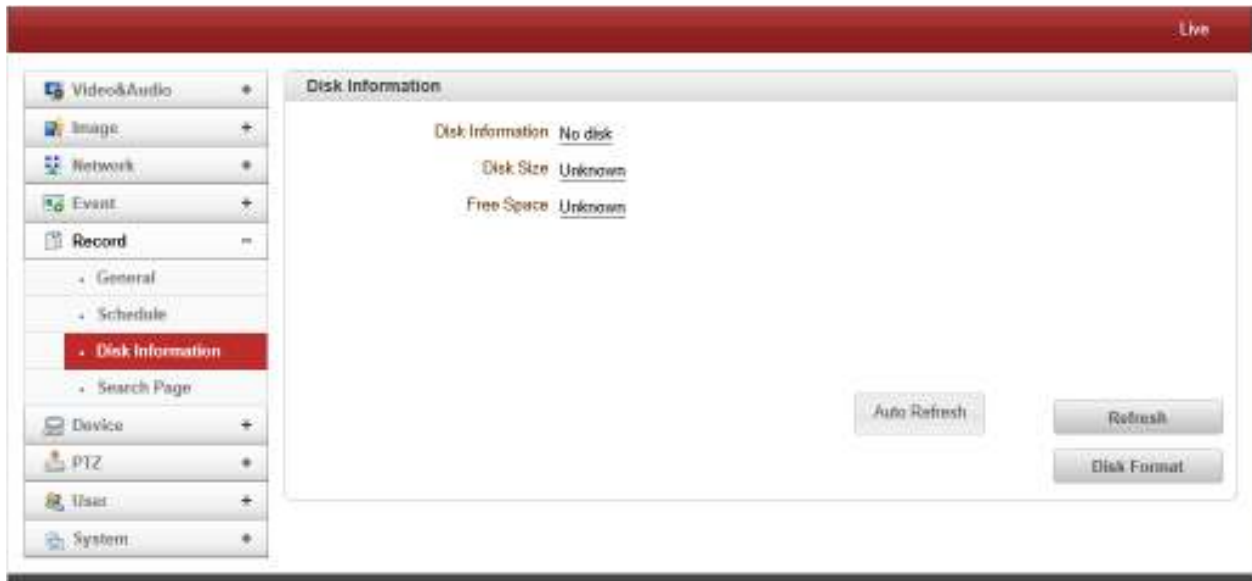 Live
Video&Audio +
Image +
Network +
Event +
Record -
General
Schedule
Disk Information
Search Page
Device +
PTZ +
User +
System +
Disk Information
Disk Information No disk
Disk Size Unknown
Free Space Unknown
Auto Refresh
Refresh
Disk Format